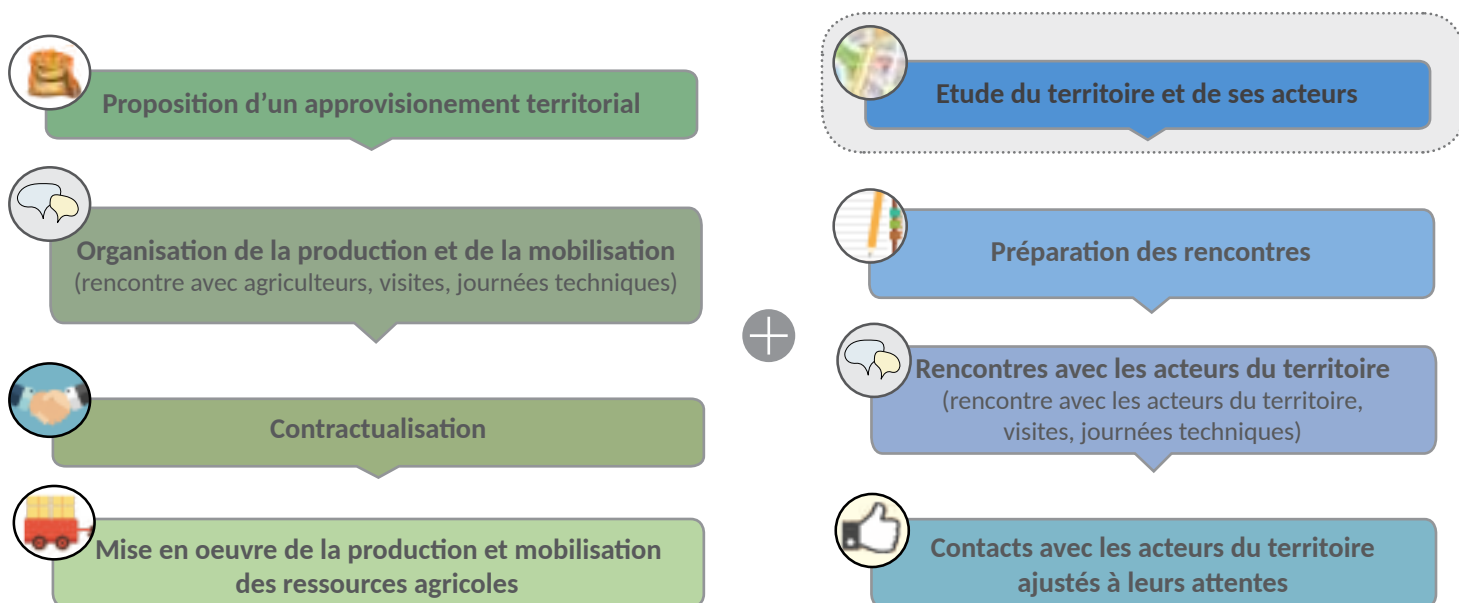 Proposition d’un approvisionement territorial
Organisation de la production et de la mobilisation
(rencontre avec agriculteurs, visites, journées techniques)
Contractualisation
Mise en oeuvre de la production et mobilisation
des ressources agricoles
Etude du territoire et de ses acteurs
Préparation des rencontres
Rencontres avec les acteurs du territoire
(rencontre avec les acteurs du territoire,
visites, journées techniques)
Contacts avec les acteurs du territoire
ajustés à leurs attentes